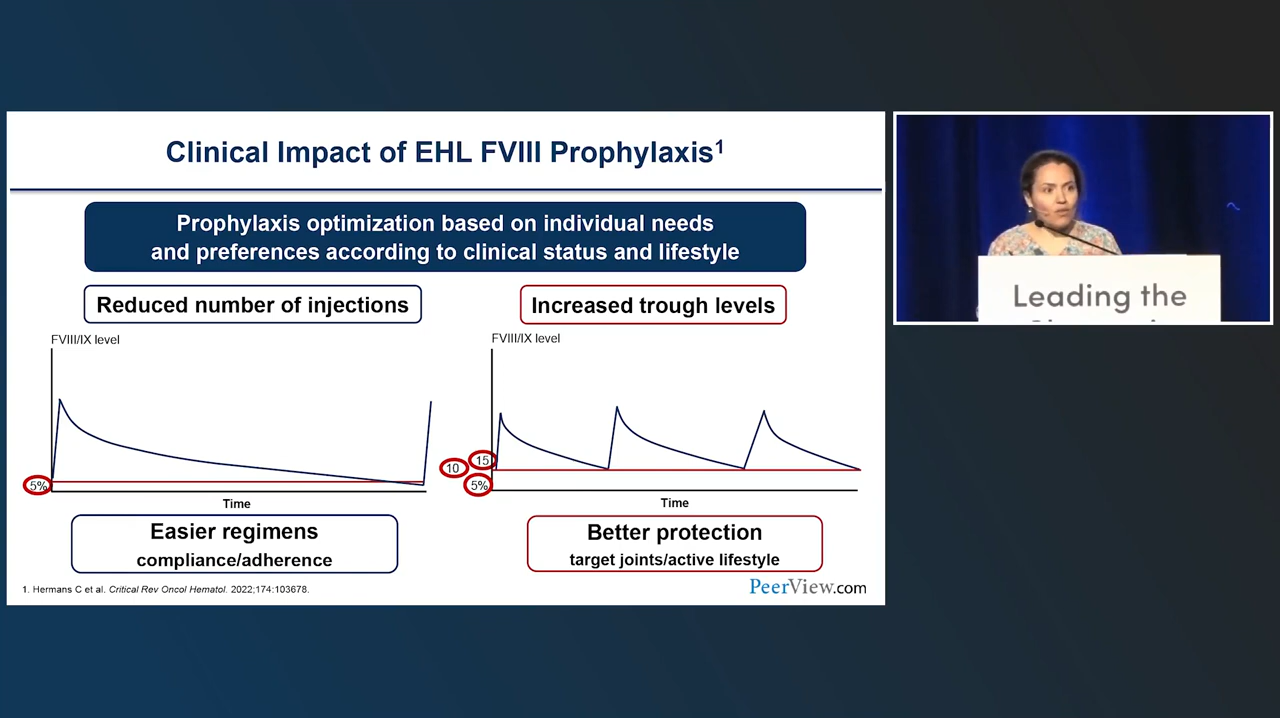 Clinical Impact of EHL FVIII Prophylaxis1
Prophylaxis optimization based on individual needs
and preferences according to clinical status and lifestyle
Reduced number of injections
FVIII/IX level
5%
Time
Easier regimens
compliance/adherence
Increased trough levels
FVIII/IX level
10
15
5%
Time
Better protection
target joints/active lifestyle
1. Hermans C et al. Critical Rev Oncol Hematol. 2022;174:103678.
PeerView.com
Leading the